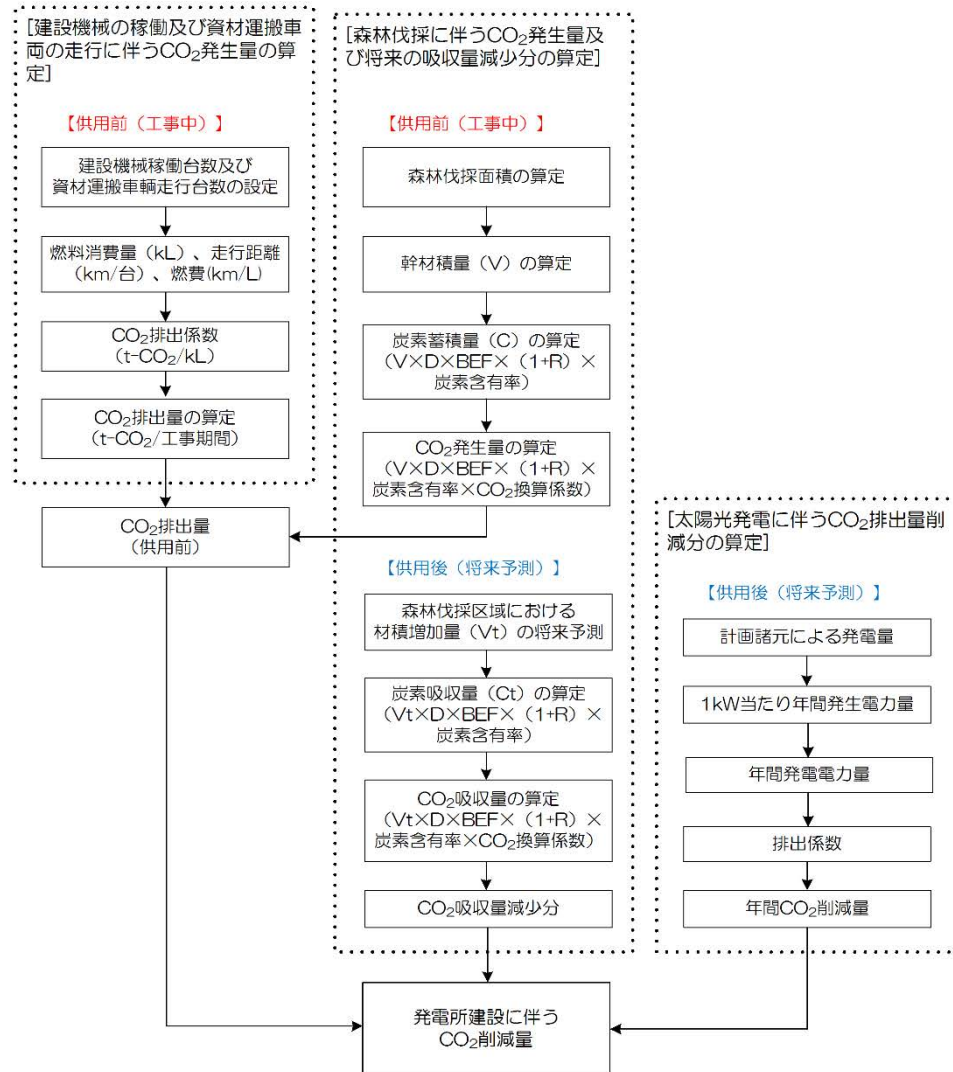 [建設機械の稼働及び資材運搬車
両の走行に伴うCO₂発生量の算
定]
【供用前（工事中）】
建設機械稼働台数及び
資材運搬車輌走行台数の設定
燃料消費量（kL）、走行距離
（km/台）、燃費(km/L)
CO₂排出係数
（t-CO₂/kL）
CO₂排出量の算定
（t-CO₂/工事期間）
CO₂排出量
（供用前）
[森林伐採に伴うCO₂発生量及
び将来の吸収量減少分の算定]
【供用前（工事中）】
森林伐採面積の算定
幹材積量（V）の算定
炭素蓄積量（C）の算定
（V×D×BEF×（1+R）×
炭素含有率）
CO₂発生量の算定
（V×D×BEF×（1+R）×
炭素含有率×CO₂換算係数）
【供用後（将来予測）】
森林伐採区域における
材積増加量（Vt）の将来予測
炭素吸収量（Ct）の算定
（Vt×D×BEF×（1+R）×
炭素含有率）
CO₂吸収量の算定
（Vt×D×BEF×（1+R）×
炭素含有率×CO₂換算係数）
CO₂吸収量減少分
[太陽光発電に伴うCO₂排出量削
減分の算定]
【供用後（将来予測）】
計画諸元による発電量
1kW当たり年間発生電力量
年間発電電力量
排出係数
年間CO₂削減量
発電所建設に伴う
CO₂削減量